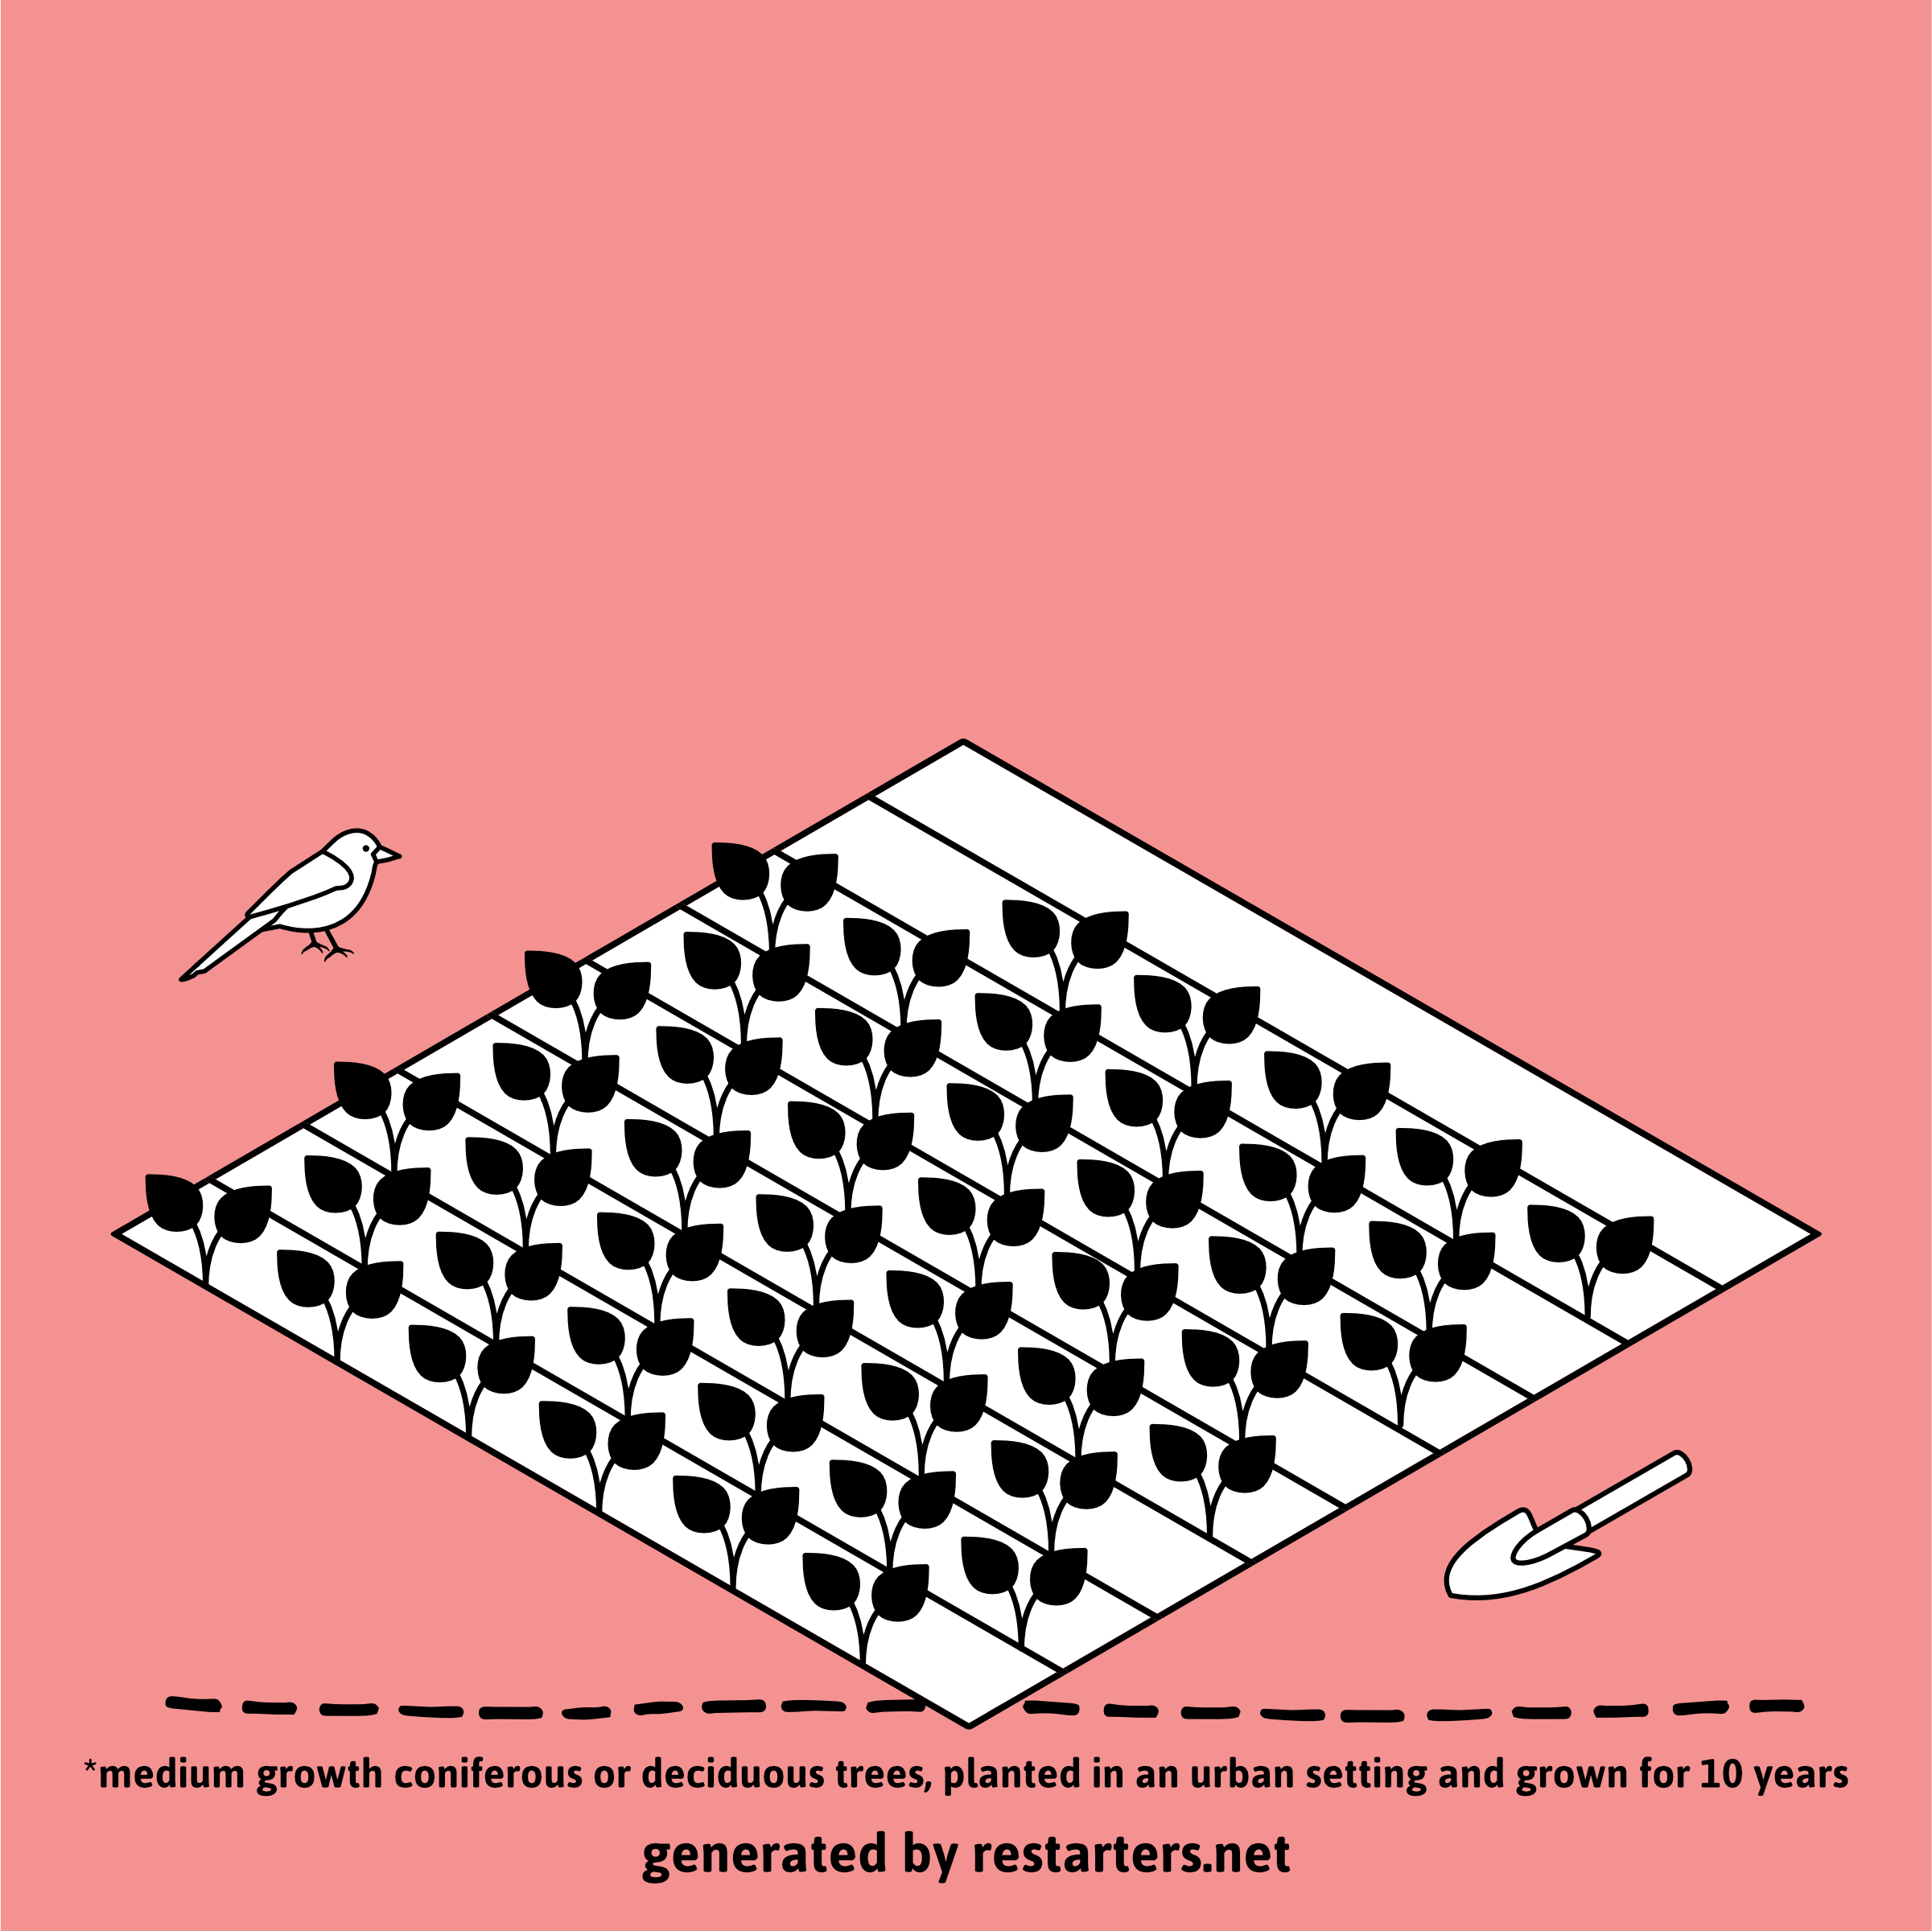 *medium growth coniferous or deciduous trees, planted in an urban setting and grown for 10 years
generated by restarters.net